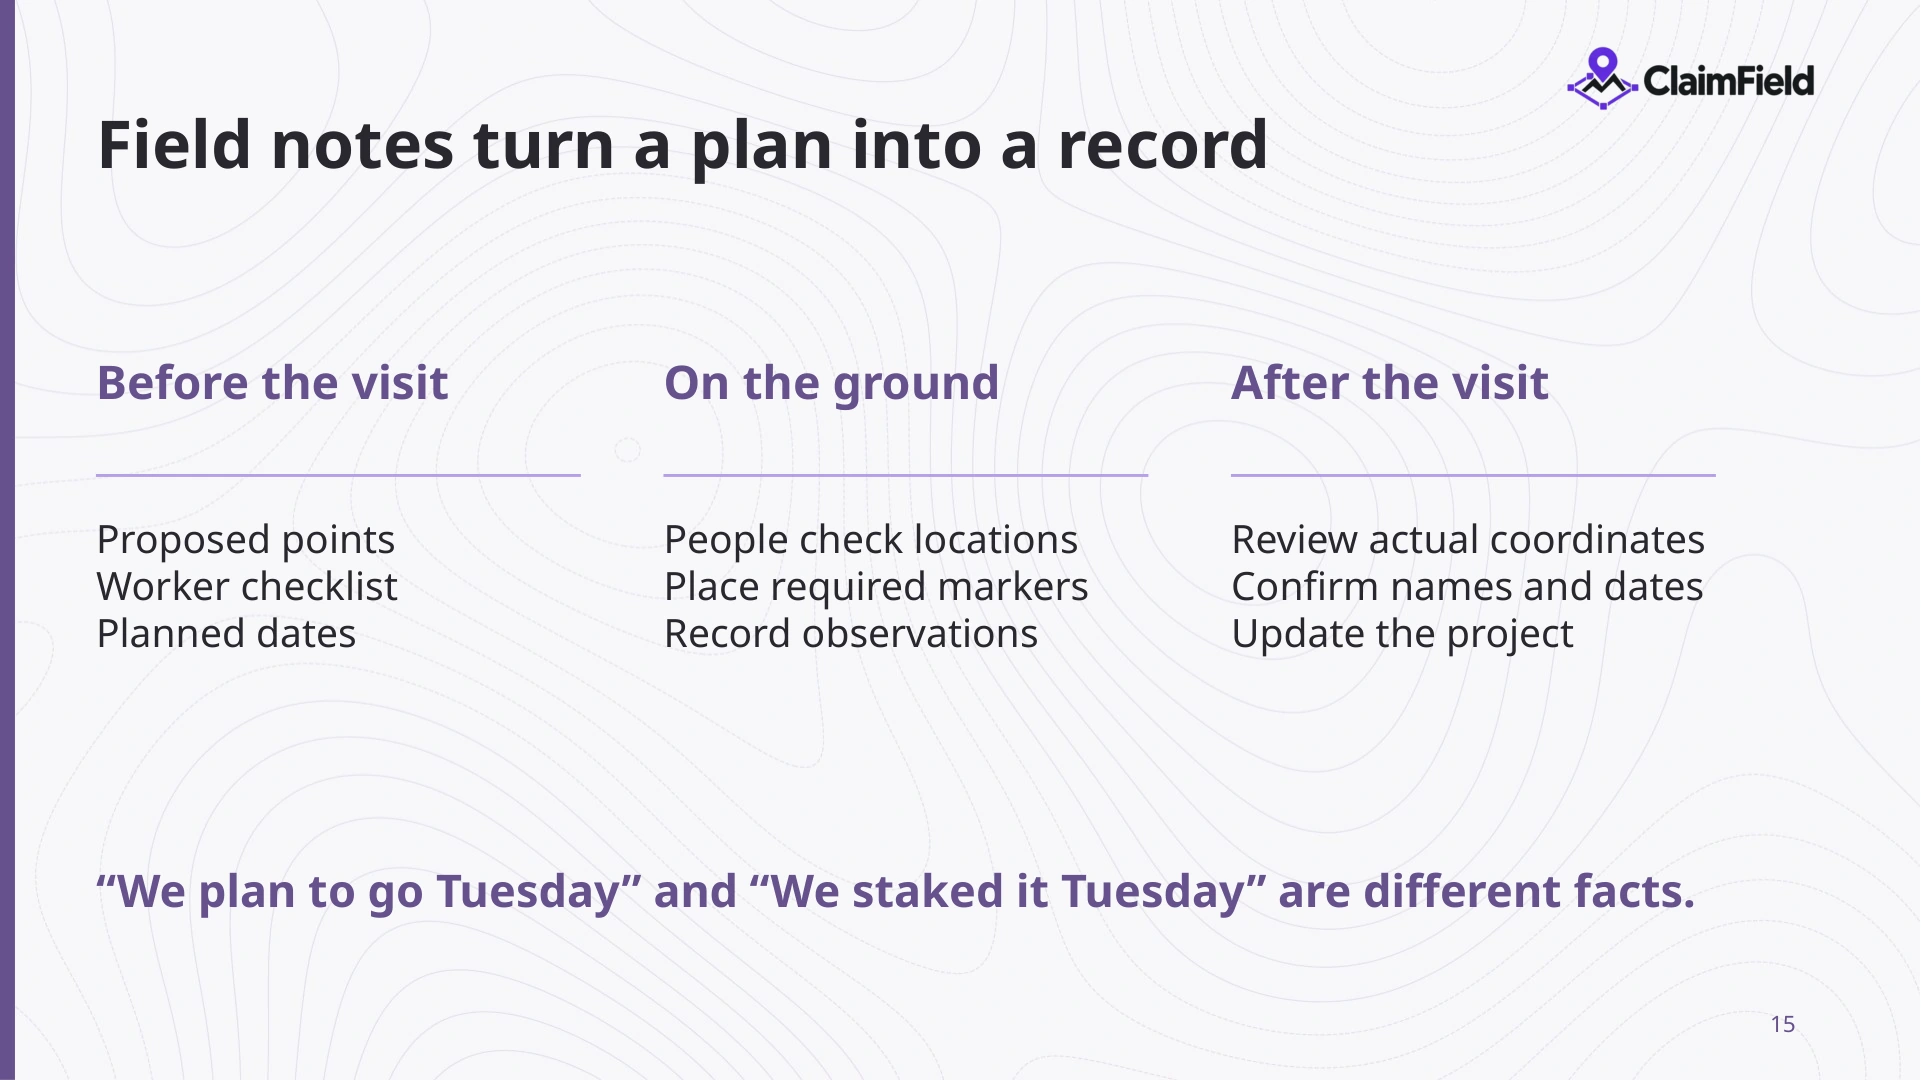 ClaimField
Field notes turn a plan into a record
Before the visit
Proposed points
Worker checklist
Planned dates
On the ground
People check locations
Place required markers
Record observations
After the visit
Review actual coordinates
Confirm names and dates
Update the project
“We plan to go Tuesday” and “We staked it Tuesday” are different facts.
15